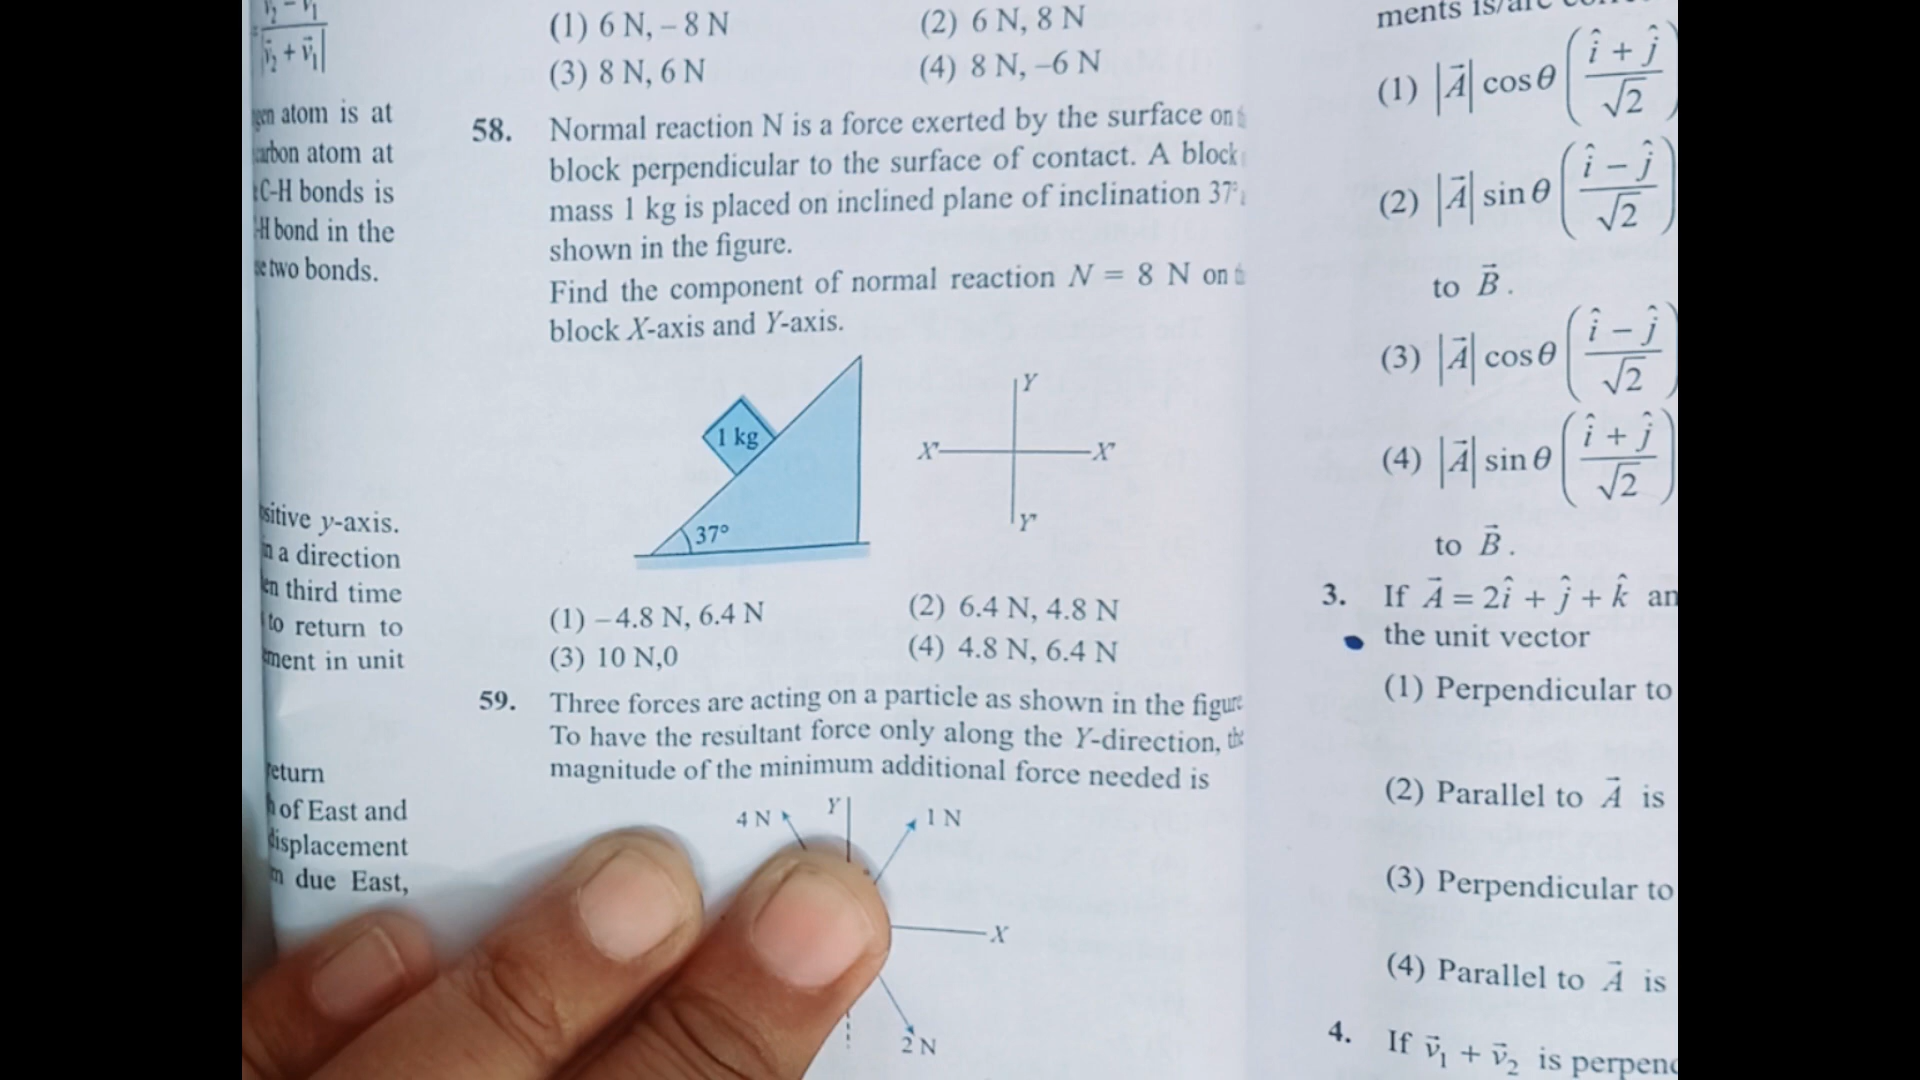 atom is at
atom at
C-H bonds is
bond in the
two bonds.
y-axis.
a direction
third time
to return to
in unit
of East and
due East,
(1) 6 N, – 8 N
(2) 6 N, 8 N
(3) 8 N, 6 N
(4) 8 N, –6 N
58. Normal reaction N is a force exerted by the surface on
block perpendicular to the surface of contact. A block
mass 1 kg is placed on inclined plane of inclination 37°
shown in the figure.
Find the component of normal reaction N = 8 N on
block X-axis and Y-axis.
1 kg
37°
Y
X'
X'
Y'
(1) – 4.8 N, 6.4 N
(2) 6.4 N, 4.8 N
(3) 10 N,0
(4) 4.8 N, 6.4 N
59. Three forces are acting on a particle as shown in the
To have the resultant force only along the Y-direction,
magnitude of the minimum additional force needed is
4 N
Y
1 N
X
2 N
(1) |A⃗| cos θ ((î + ĵ)/√2)
(2) |A⃗| sin θ ((î – ĵ)/√2)
to B⃗ .
(3) |A⃗| cos θ ((î – ĵ)/√2)
(4) |A⃗| sin θ ((î + ĵ)/√2)
to B⃗ .
3. If A⃗ = 2î + ĵ + k̂
the unit vector
(1) Perpendicular to
(2) Parallel to A⃗ is
(3) Perpendicular to
(4) Parallel to A⃗ is
4. If v⃗₁ + v⃗₂ is